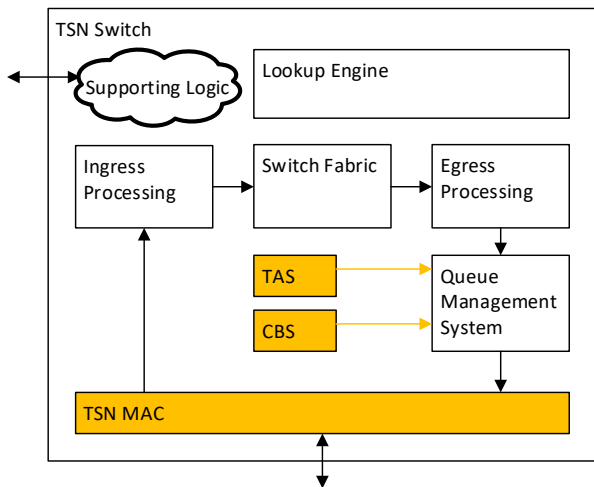 TSN Switch
Supporting Logic
Lookup Engine
Ingress
Processing
Switch Fabric
Egress
Processing
TAS
CBS
Queue
Management
System
TSN MAC